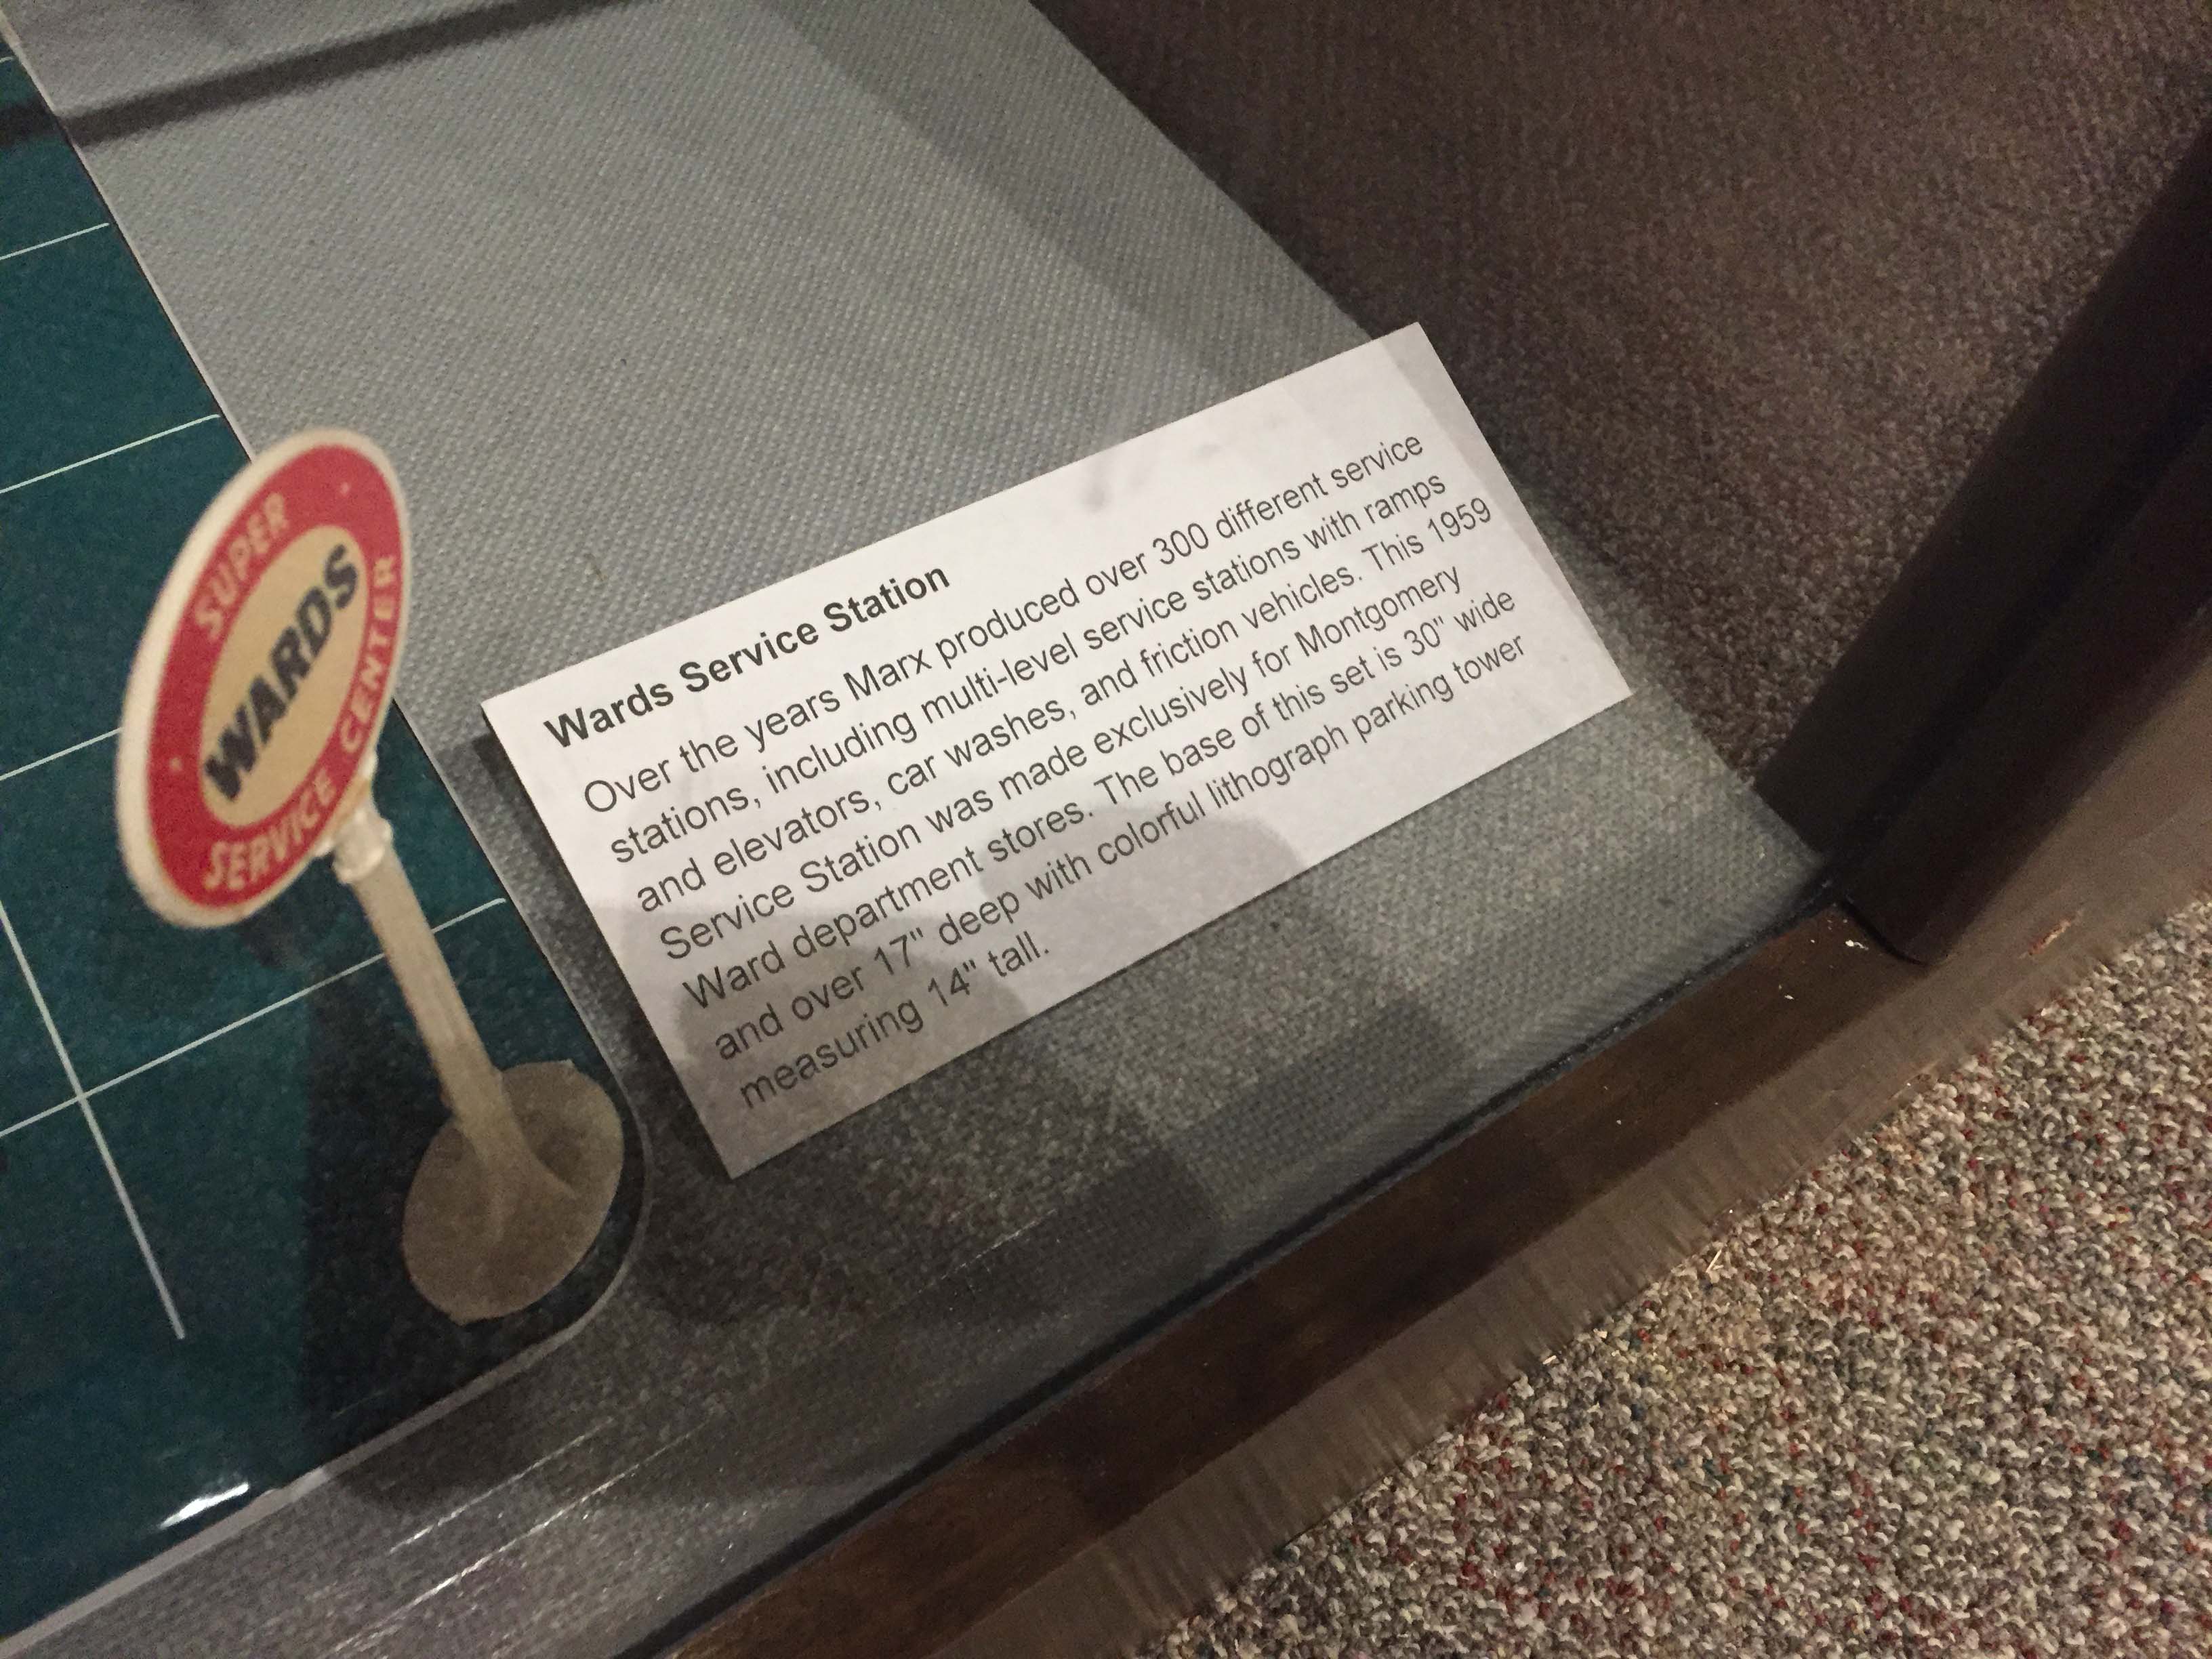 SUPER
WARDS
SERVICE CENTER
Wards Service Station
Over the years Marx produced over 300 different service
stations, including multi-level service stations with ramps
and elevators, car washes, and friction vehicles. This 1959
Service Station was made exclusively for Montgomery
Ward department stores. The base of this set is 30" wide
and over 17" deep with colorful lithograph parking tower
measuring 14" tall.